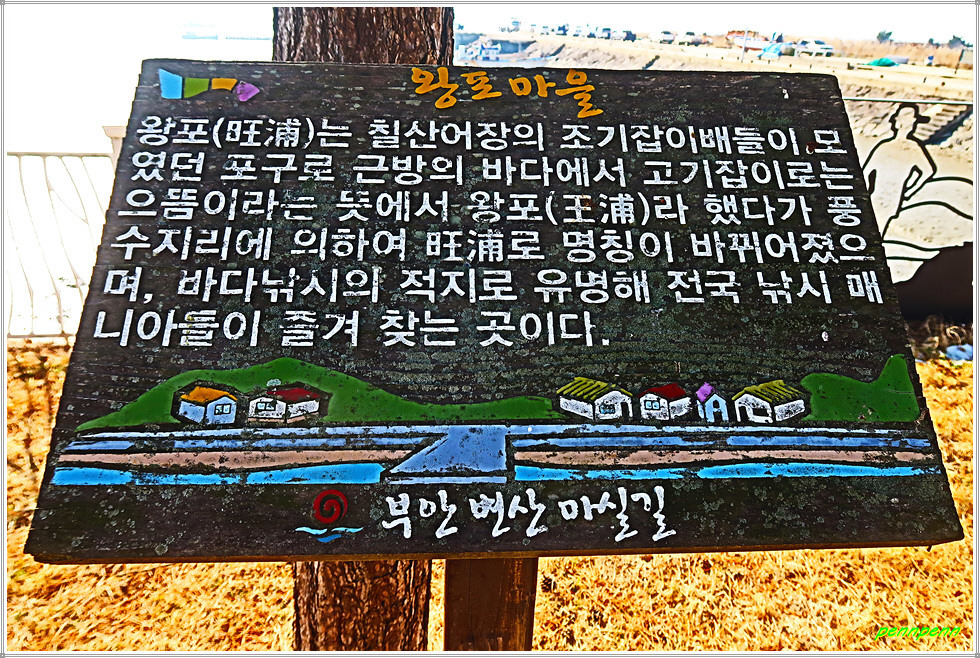 왕포마을
왕포(旺浦)는 칠산어장의 조기잡이배들이 모
였던 포구로 근방의 바다에서 고기잡이로는
으뜸이라는 뜻에서 왕포(王浦)라 했다가 풍
수지리에 의하여 旺浦로 명칭이 바뀌어졌으
며, 바다낚시의 적지로 유명해 전국 낚시 매
니아들이 즐겨 찾는 곳이다.
부안 변산 마실길
pennpenn